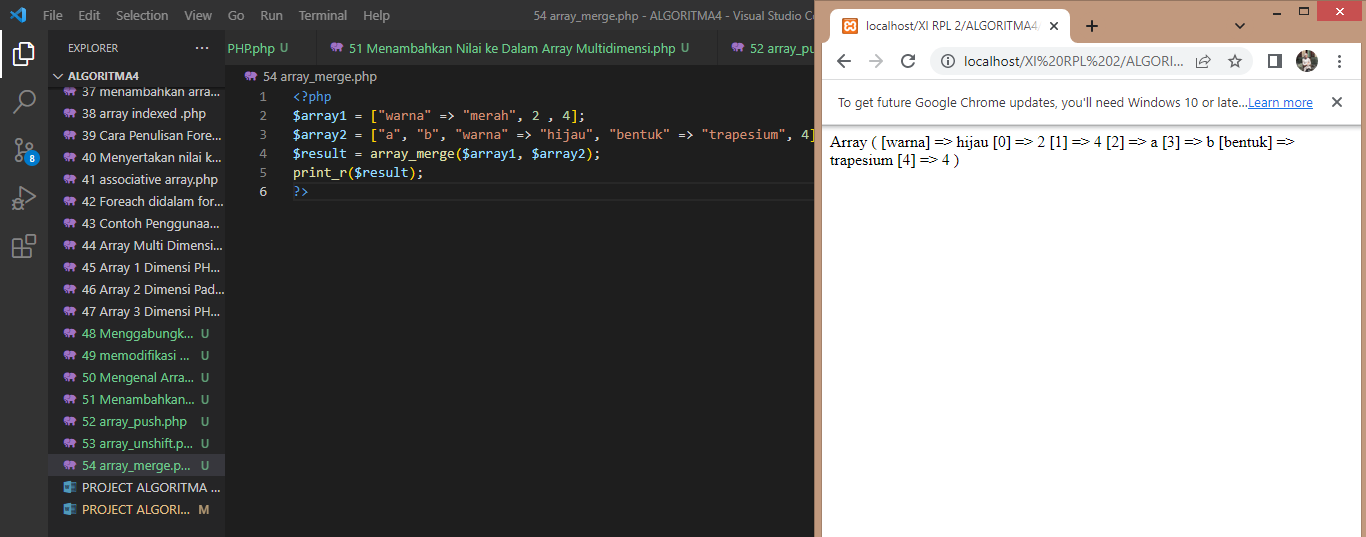 File Edit Selection View Go Run Terminal Help 54 array_merge.php - ALGORITMA4 - Visual Studio Co
EXPLORER ...
ALGORITMA4
37 menambahkan arra...
38 array indexed .php
39 Cara Penulisan Fore...
40 Menyertakan nilai k...
41 associative array.php
42 Foreach didalam for...
43 Contoh Penggunaa...
44 Array Multi Dimensi...
45 Array 1 Dimensi PH...
46 Array 2 Dimensi Pad...
47 Array 3 Dimensi PH...
48 Menggabungk... U
49 memodifikasi ... U
50 Mengenal Arra... U
51 Menambahkan... U
52 array_push.php U
53 array_unshift.p... U
54 array_merge.p... U
PROJECT ALGORITMA ...
PROJECT ALGORI... M
8
PHP.php U 51 Menambahkan Nilai ke Dalam Array Multidimensi.php U 52 array_pu
54 array_merge.php
1 <?php
2 $array1 = ["warna" => "merah", 2 , 4];
3 $array2 = ["a", "b", "warna" => "hijau", "bentuk" => "trapesium", 4]
4 $result = array_merge($array1, $array2);
5 print_r($result);
6 ?>
localhost/XI RPL 2/ALGORITMA4/
localhost/XI%20RPL%202/ALGORI...
To get future Google Chrome updates, you'll need Windows 10 or late...Learn more
Array ( [warna] => hijau [0] => 2 [1] => 4 [2] => a [3] => b [bentuk] =>
trapesium [4] => 4 )